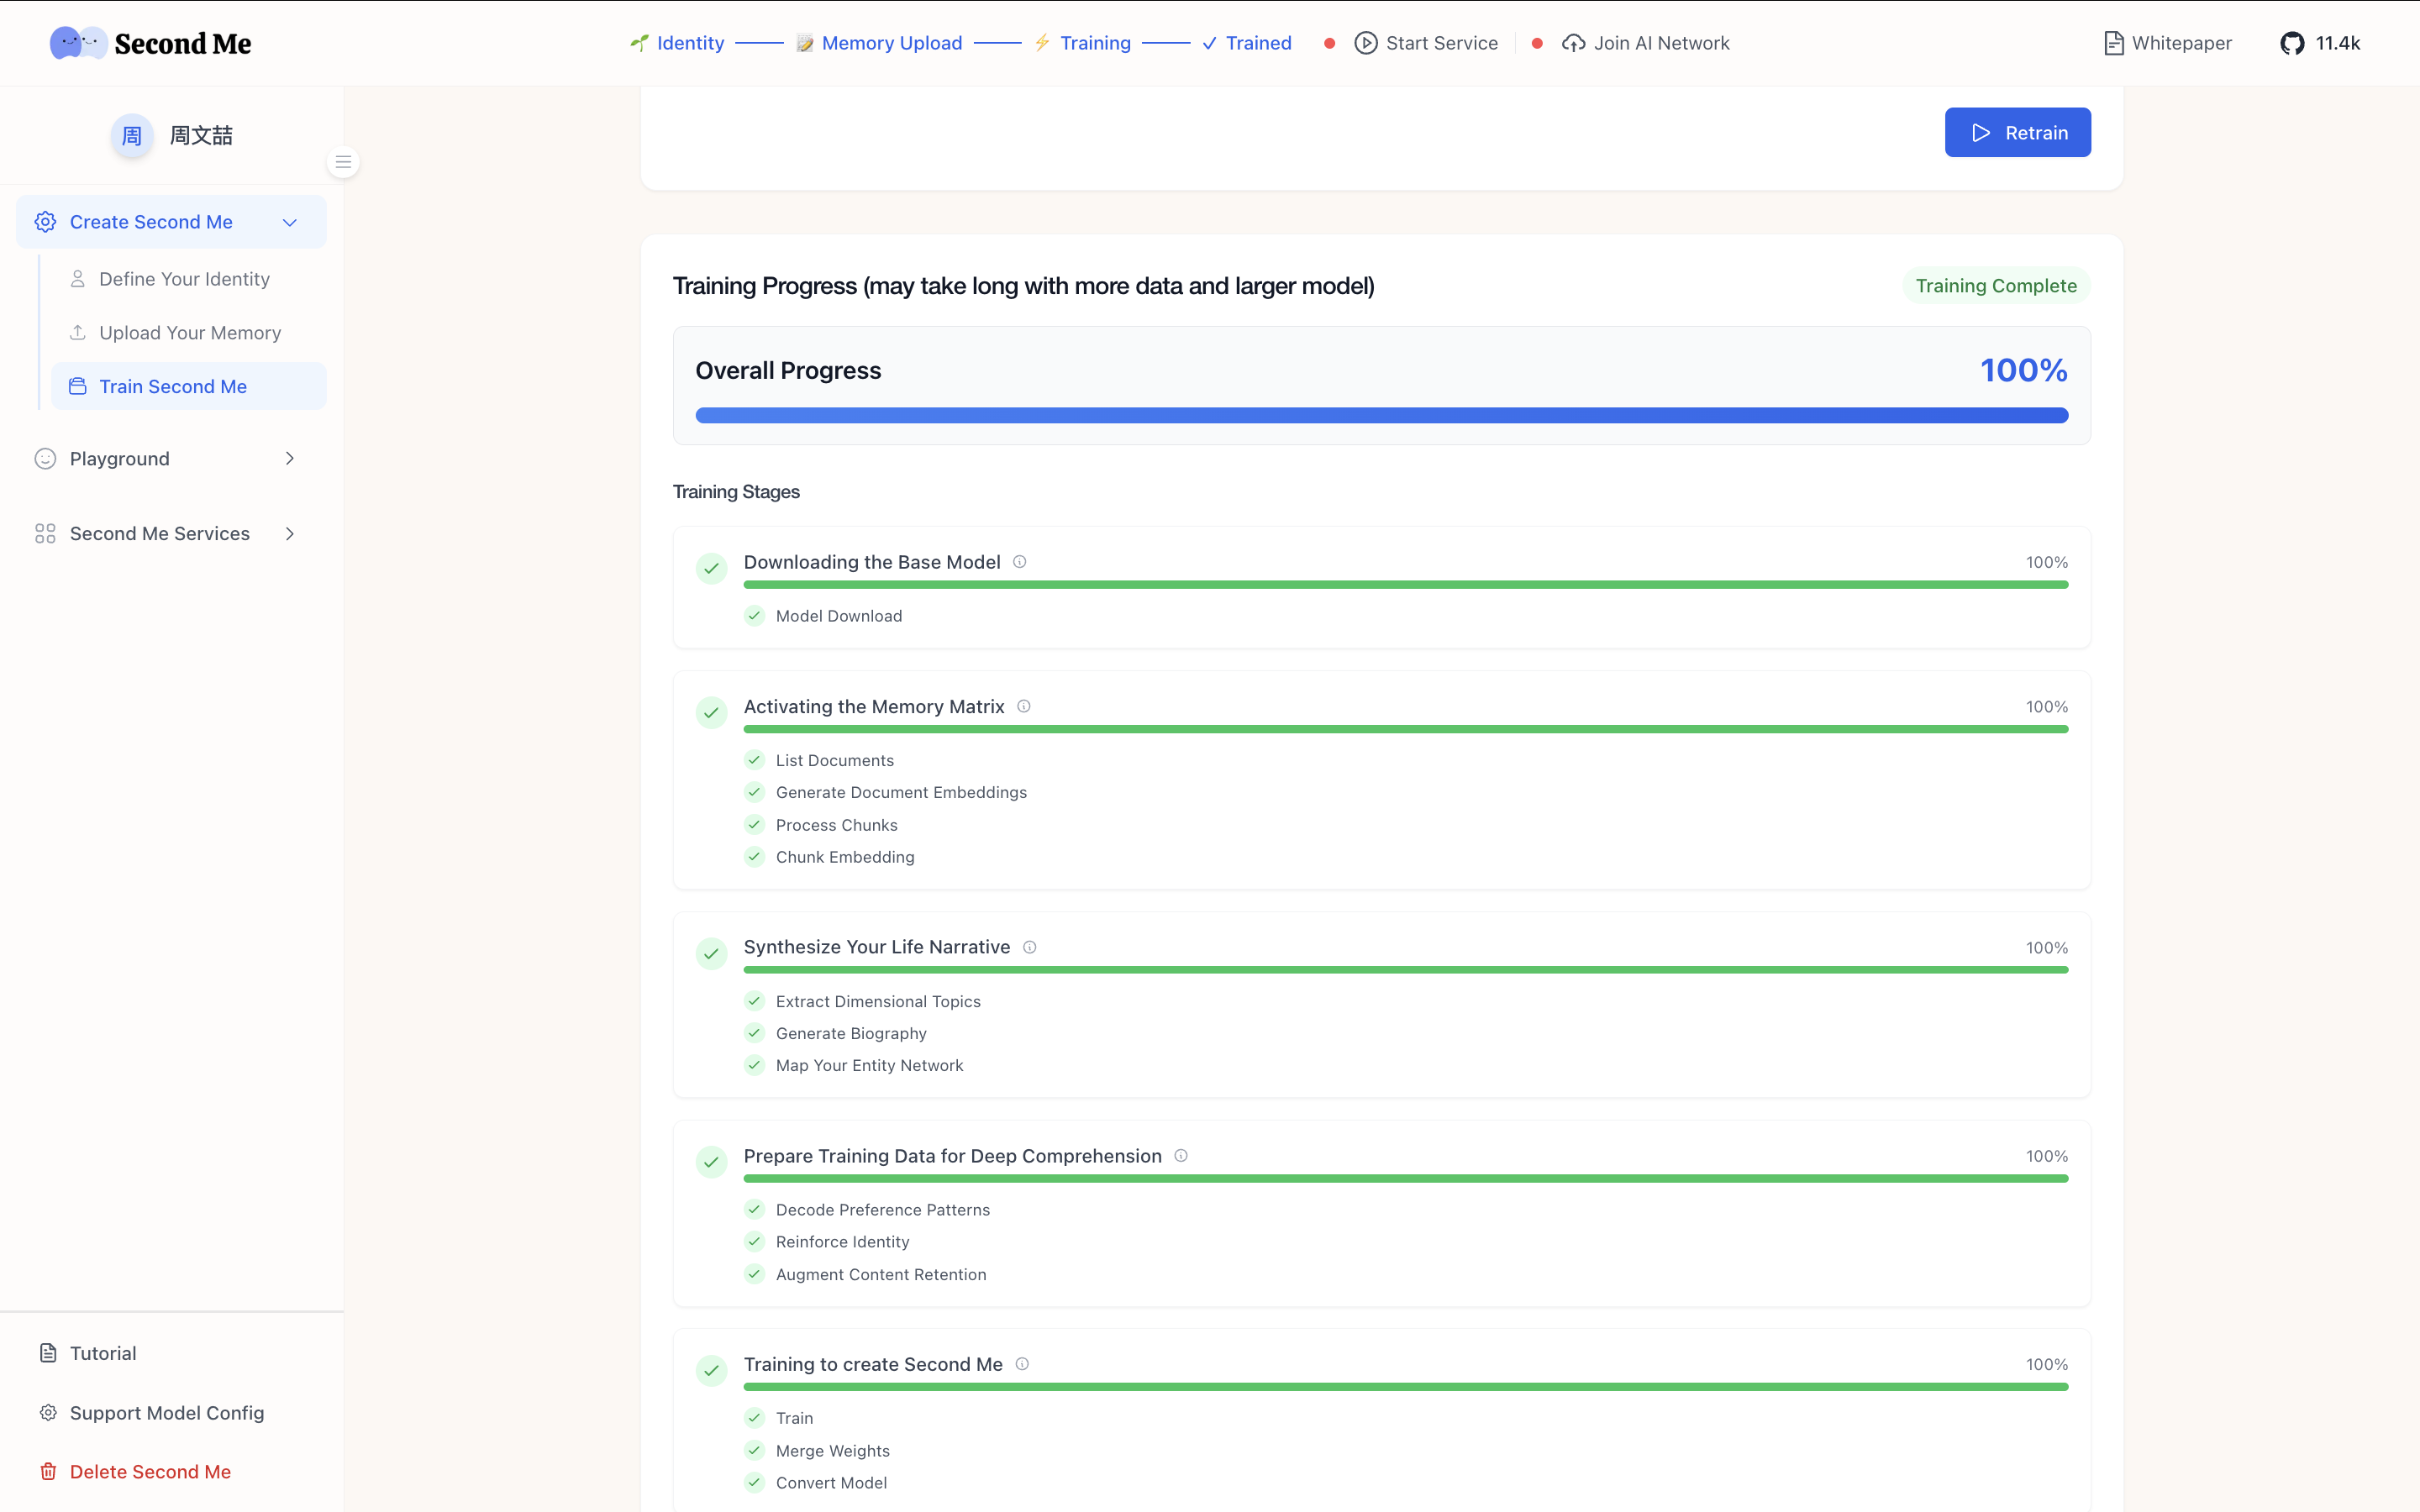 Second Me
Identity
Memory Upload
Training
Trained
Start Service
Join AI Network
Whitepaper
11.4k
周
周文喆
Create Second Me
Define Your Identity
Upload Your Memory
Train Second Me
Playground
Second Me Services
Tutorial
Support Model Config
Delete Second Me
Retrain
Training Progress (may take long with more data and larger model)
Training Complete
Overall Progress
100%
Training Stages
Downloading the Base Model
100%
Model Download
Activating the Memory Matrix
100%
List Documents
Generate Document Embeddings
Process Chunks
Chunk Embedding
Synthesize Your Life Narrative
100%
Extract Dimensional Topics
Generate Biography
Map Your Entity Network
Prepare Training Data for Deep Comprehension
100%
Decode Preference Patterns
Reinforce Identity
Augment Content Retention
Training to create Second Me
100%
Train
Merge Weights
Convert Model